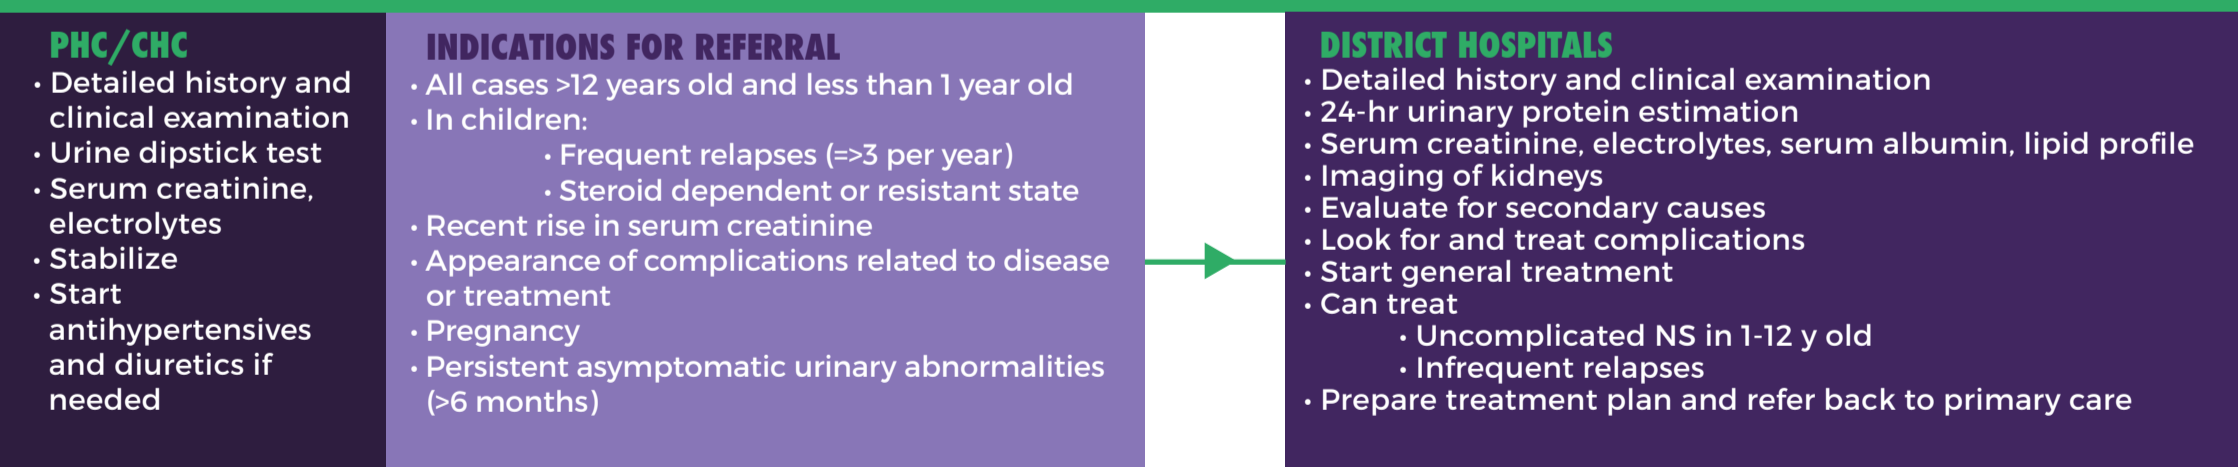 PHC/CHC
• Detailed history and
clinical examination
• Urine dipstick test
• Serum creatinine,
electrolytes
• Stabilize
• Start
antihypertensives
and diuretics if
needed
INDICATIONS FOR REFERRAL
• All cases >12 years old and less than 1 year old
• In children:
• Frequent relapses (=>3 per year)
• Steroid dependent or resistant state
• Recent rise in serum creatinine
• Appearance of complications related to disease
or treatment
• Pregnancy
• Persistent asymptomatic urinary abnormalities
(>6 months)
DISTRICT HOSPITALS
• Detailed history and clinical examination
• 24-hr urinary protein estimation
• Serum creatinine, electrolytes, serum albumin, lipid profile
• Imaging of kidneys
• Evaluate for secondary causes
• Look for and treat complications
• Start general treatment
• Can treat
• Uncomplicated NS in 1-12 y old
• Infrequent relapses
• Prepare treatment plan and refer back to primary care